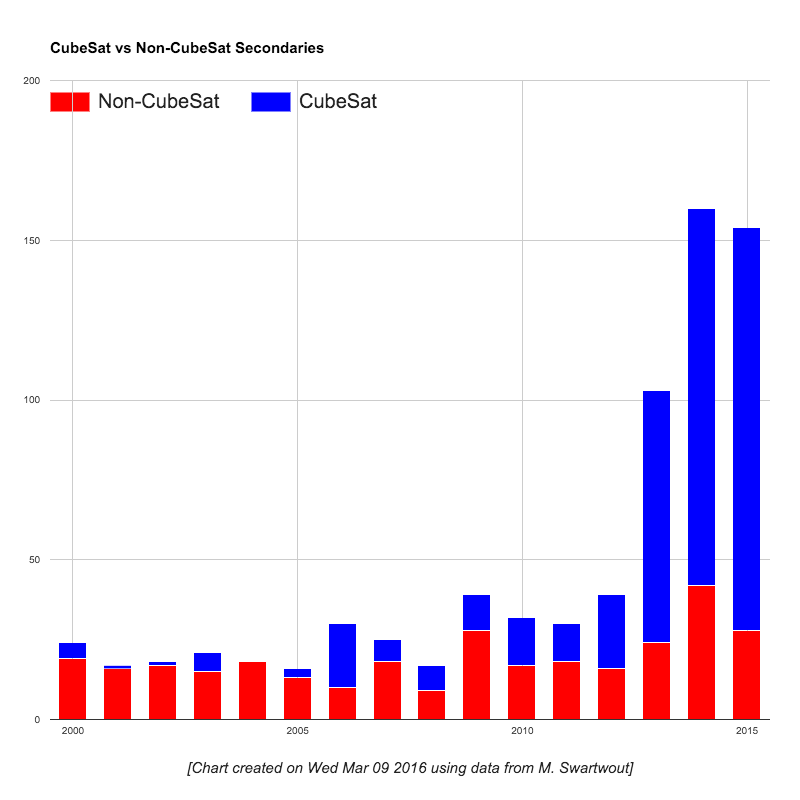 CubeSat vs Non-CubeSat Secondaries
200
Non-CubeSat CubeSat
150
100
50
0
2000 2005 2010 2015
[Chart created on Wed Mar 09 2016 using data from M. Swartwout]